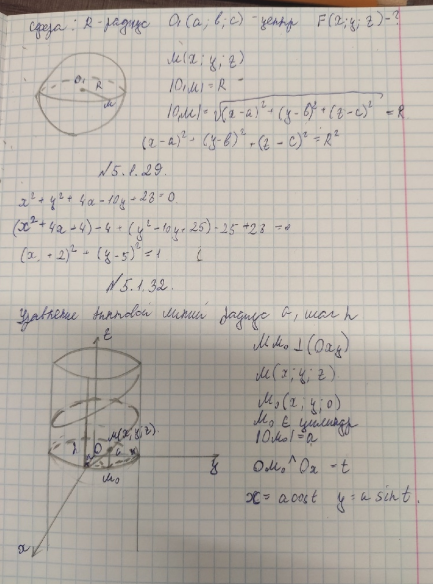 сфера: R-радиус O₁(a; b; c) -центр F(x; y; z)-?
O₁
R
M
M(x; y; z)
|O₁M| = R
|O₁M| = √(x-a)² + (y-b)² + (z-c)² = R
(x-a)² + (y-b)² + (z-c)² = R²
№5.1.29.
x² + y² + 4x - 10y + 28 = 0.
(x² + 4x + 4) - 4 + (y² - 10y + 25) - 25 + 28 = 0
(x + 2)² + (y - 5)² = 1
№5.1.32.
Уравнение винтовой линии радиус a, шаг h
z
M(x; y; z)
O
a
M₀
y
x
MM₀ ⊥ (Oxy)
M(x; y; z)
M₀(x; y; 0)
M₀ ∈ цилиндр
|OM₀| = a
OM₀ ^ Ox - t
x = a cos t y = a sin t.